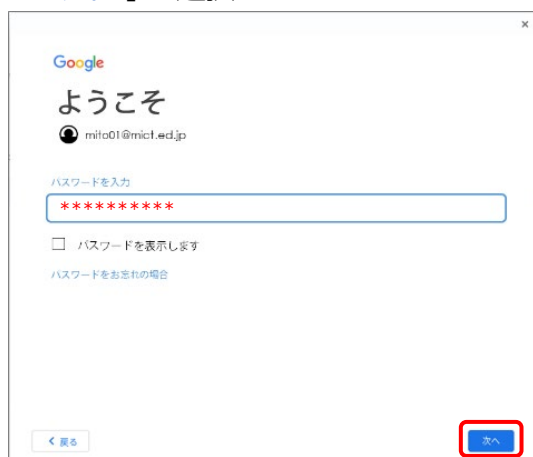 ×
Google
ようこそ
mito01@mict.ed.jp
パスワードを入力
**********
パスワードを表示します
パスワードをお忘れの場合
< 戻る
次へ